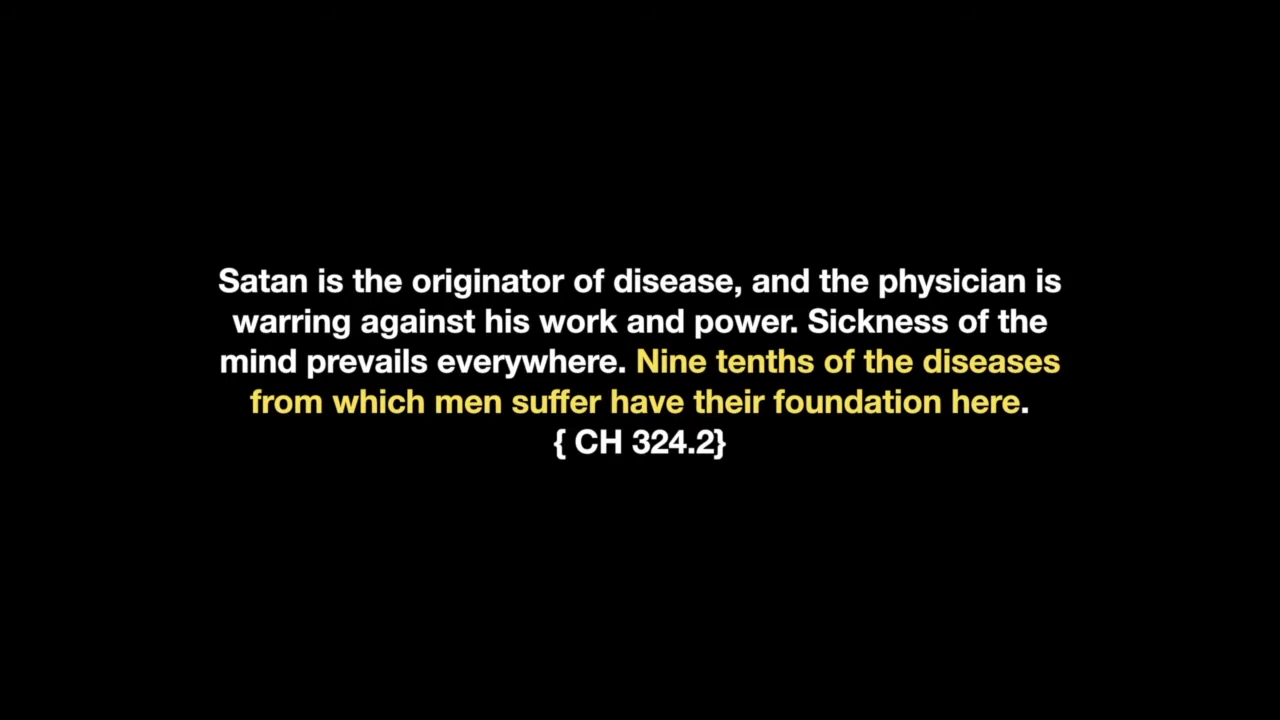 Satan is the originator of disease, and the physician is
warring against his work and power. Sickness of the
mind prevails everywhere. Nine tenths of the diseases
from which men suffer have their foundation here.
{ CH 324.2}